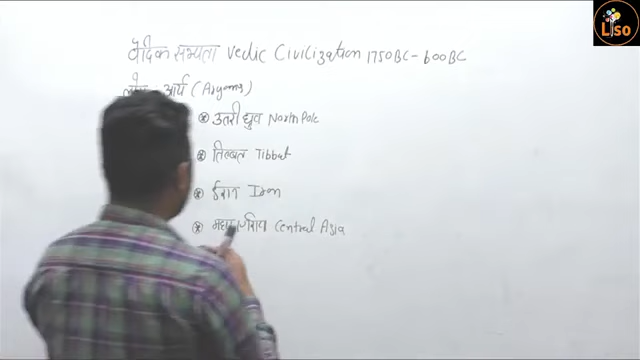 Liso
वैदिक सभ्यता Vedic Civilization 1750BC - 600BC
आर्य (Aryans)
उत्तरी ध्रुव North Pole
तिब्बत Tibbat
ईरान Iran
Central Asia